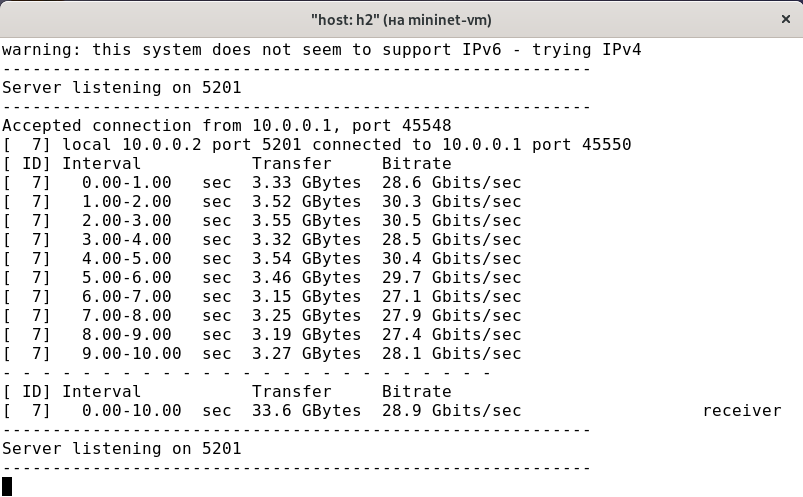 "host: h2" (на mininet-vm)
warning: this system does not seem to support IPv6 - trying IPv4
-----------------------------------------------------------
Server listening on 5201
-----------------------------------------------------------
Accepted connection from 10.0.0.1, port 45548
[  7] local 10.0.0.2 port 5201 connected to 10.0.0.1 port 45550
[ ID] Interval           Transfer     Bitrate
[  7]   0.00-1.00   sec  3.33 GBytes  28.6 Gbits/sec
[  7]   1.00-2.00   sec  3.52 GBytes  30.3 Gbits/sec
[  7]   2.00-3.00   sec  3.55 GBytes  30.5 Gbits/sec
[  7]   3.00-4.00   sec  3.32 GBytes  28.5 Gbits/sec
[  7]   4.00-5.00   sec  3.54 GBytes  30.4 Gbits/sec
[  7]   5.00-6.00   sec  3.46 GBytes  29.7 Gbits/sec
[  7]   6.00-7.00   sec  3.15 GBytes  27.1 Gbits/sec
[  7]   7.00-8.00   sec  3.25 GBytes  27.9 Gbits/sec
[  7]   8.00-9.00   sec  3.19 GBytes  27.4 Gbits/sec
[  7]   9.00-10.00  sec  3.27 GBytes  28.1 Gbits/sec
- - - - - - - - - - - - - - - - - - - - - - - - -
[ ID] Interval           Transfer     Bitrate
[  7]   0.00-10.00  sec  33.6 GBytes  28.9 Gbits/sec                  receiver
-----------------------------------------------------------
Server listening on 5201
-----------------------------------------------------------